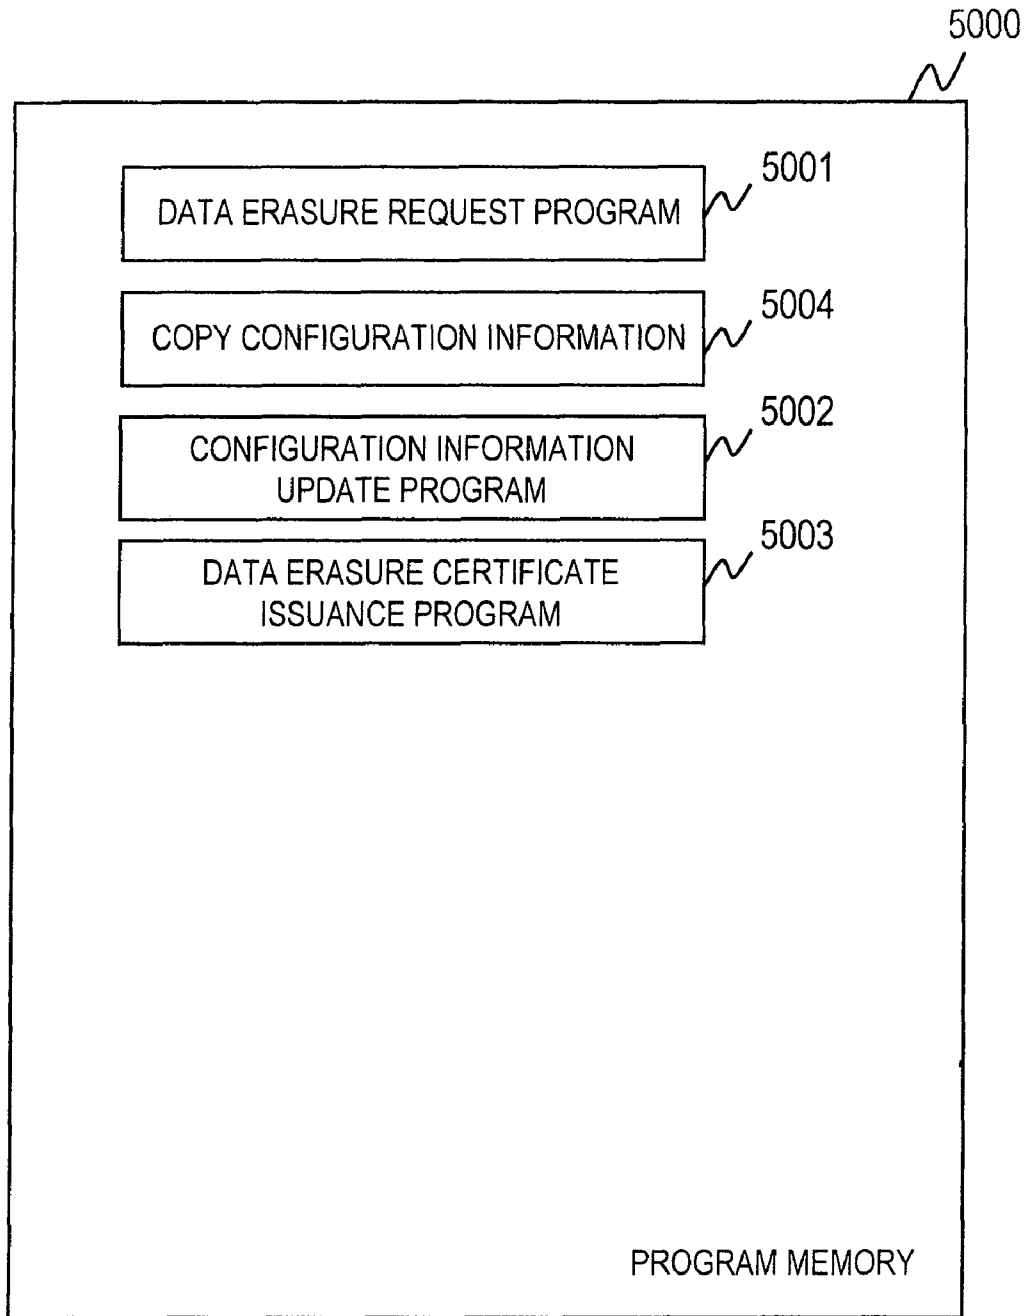 5000
DATA ERASURE REQUEST PROGRAM
5001
COPY CONFIGURATION INFORMATION
5004
CONFIGURATION INFORMATION
UPDATE PROGRAM
5002
DATA ERASURE CERTIFICATE
ISSUANCE PROGRAM
5003
PROGRAM MEMORY